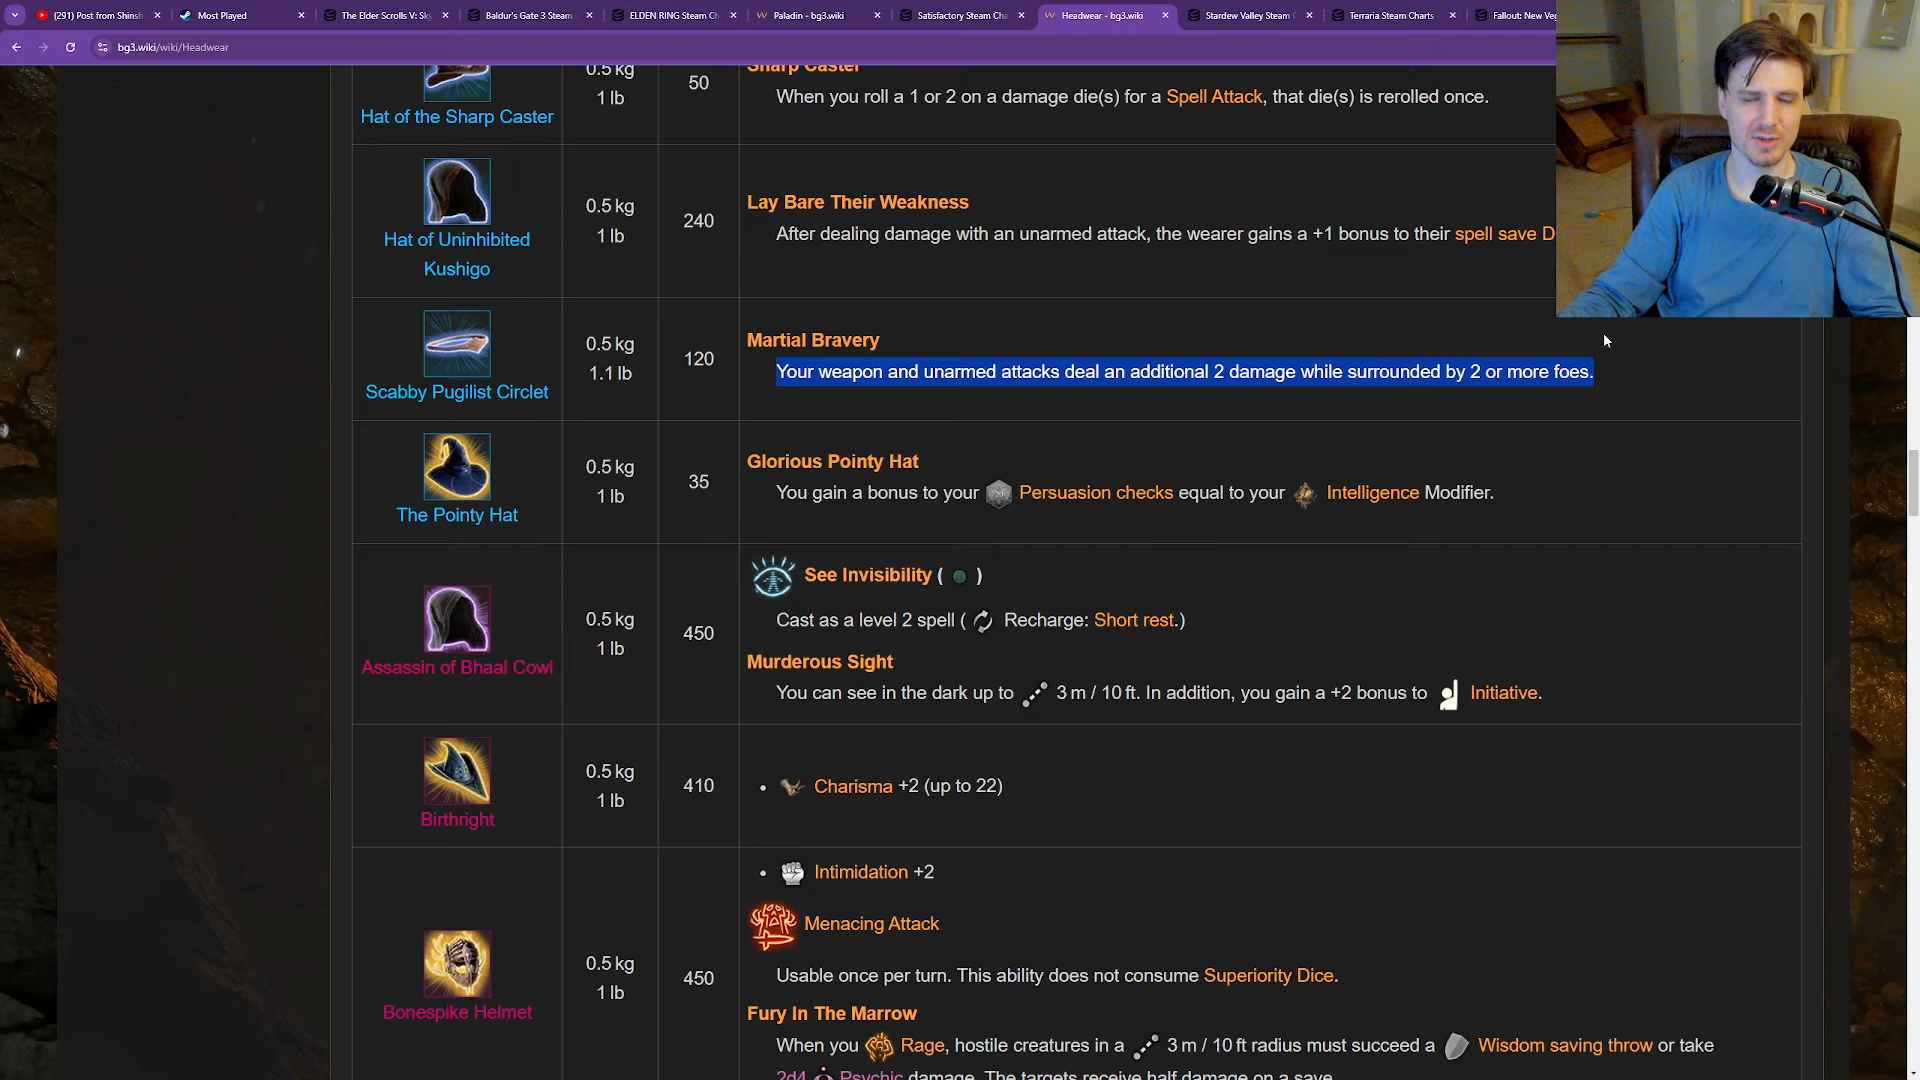 (291) Post from Shinsh
Most Played
The Elder Scrolls V: Sky
Baldur's Gate 3 Steam C
ELDEN RING Steam Ch
Paladin - bg3.wiki
Satisfactory Steam Cha
Headwear - bg3.wiki
Stardew Valley Steam C
Terraria Steam Charts
Fallout: New Veg
bg3.wiki/wiki/Headwear
Hat of the Sharp Caster
0.5 kg
1 lb
50
Sharp Caster
When you roll a 1 or 2 on a damage die(s) for a Spell Attack, that die(s) is rerolled once.
Hat of Uninhibited
Kushigo
0.5 kg
1 lb
240
Lay Bare Their Weakness
After dealing damage with an unarmed attack, the wearer gains a +1 bonus to their spell save D
Scabby Pugilist Circlet
0.5 kg
1.1 lb
120
Martial Bravery
Your weapon and unarmed attacks deal an additional 2 damage while surrounded by 2 or more foes.
The Pointy Hat
0.5 kg
1 lb
35
Glorious Pointy Hat
You gain a bonus to your Persuasion checks equal to your Intelligence Modifier.
Assassin of Bhaal Cowl
0.5 kg
1 lb
450
See Invisibility ( )
Cast as a level 2 spell ( Recharge: Short rest.)
Murderous Sight
You can see in the dark up to 3 m / 10 ft. In addition, you gain a +2 bonus to Initiative.
Birthright
0.5 kg
1 lb
410
• Charisma +2 (up to 22)
Bonespike Helmet
0.5 kg
1 lb
450
• Intimidation +2
Menacing Attack
Usable once per turn. This ability does not consume Superiority Dice.
Fury In The Marrow
When you Rage, hostile creatures in a 3 m / 10 ft radius must succeed a Wisdom saving throw or take
2d4 Psychic damage. The targets receive half damage on a save.